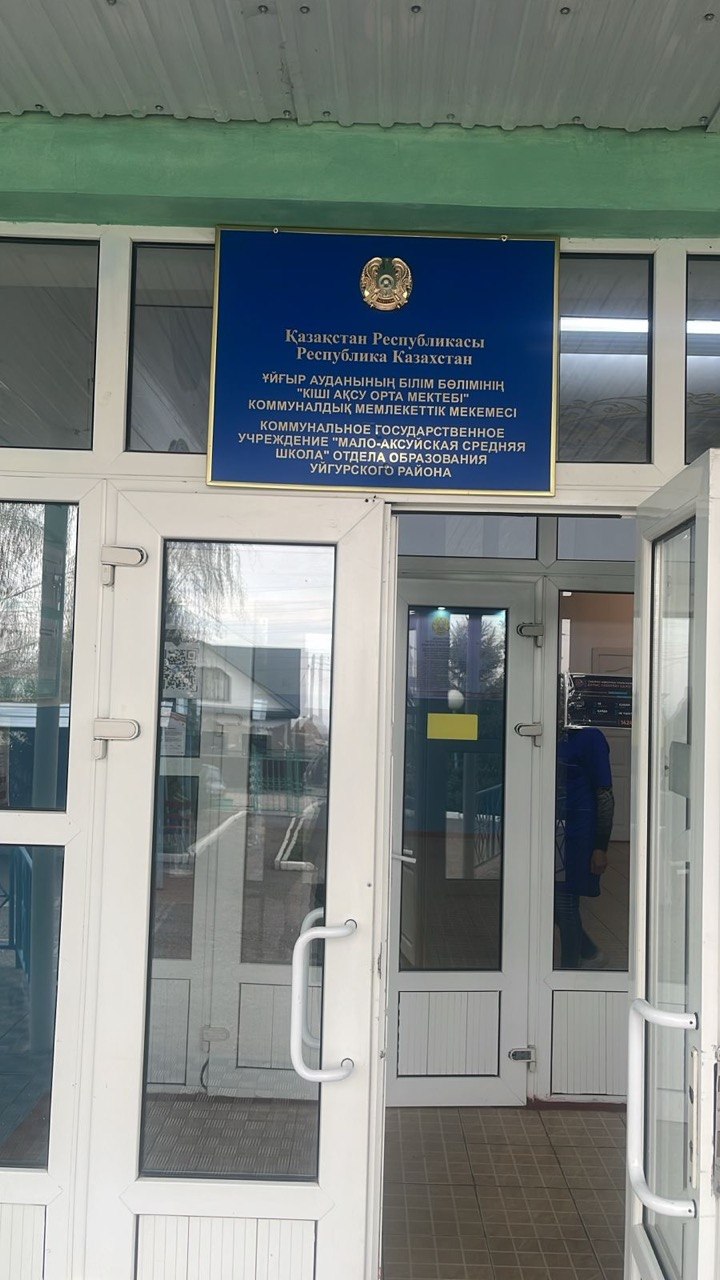 Қазақстан Республикасы
Республика Казахстан
ҰЙҒЫР АУДАНЫНЫҢ БІЛІМ БӨЛІМІНІҢ
"КІШІ АҚСУ ОРТА МЕКТЕБІ"
КОММУНАЛДЫҚ МЕМЛЕКЕТТІК МЕКЕМЕСІ
КОММУНАЛЬНОЕ ГОСУДАРСТВЕННОЕ
УЧРЕЖДЕНИЕ "МАЛО-АКСУЙСКАЯ СРЕДНЯЯ
ШКОЛА" ОТДЕЛА ОБРАЗОВАНИЯ
УЙГУРСКОГО РАЙОНА